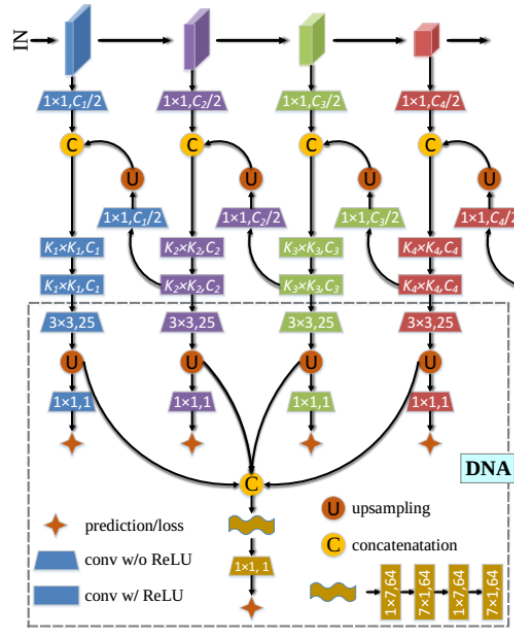 IN
1×1,C₁/2 1×1,C₂/2 1×1,C₃/2 1×1,C₄/2
C C C C
U U U U
1×1,C₁/2 1×1,C₂/2 1×1,C₃/2 1×1,C₄/2
K₁×K₁,C₁ K₂×K₂,C₂ K₃×K₃,C₃ K₄×K₄,C₄
K₁×K₁,C₁ K₂×K₂,C₂ K₃×K₃,C₃ K₄×K₄,C₄
3×3,25 3×3,25 3×3,25 3×3,25
U U U U
1×1,1 1×1,1 1×1,1 1×1,1
DNA
C
prediction/loss
conv w/o ReLU
conv w/ ReLU
1×1, 1
U upsampling
C concatenatation
1×7,64 7×1,64 1×7,64 7×1,64